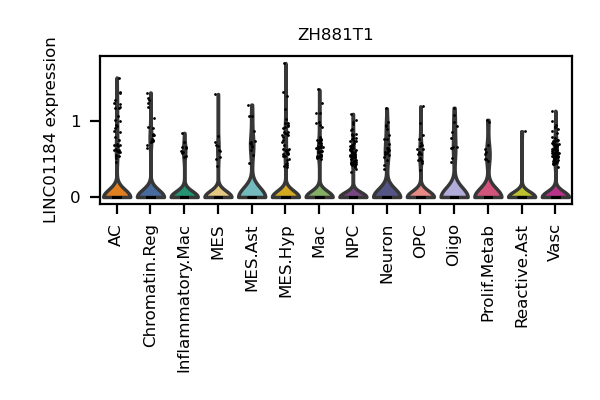 ZH881T1
LINC01184 expression
1
0
AC
Chromatin.Reg
Inflammatory.Mac
MES
MES.Ast
MES.Hyp
Mac
NPC
Neuron
OPC
Oligo
Prolif.Metab
Reactive.Ast
Vasc